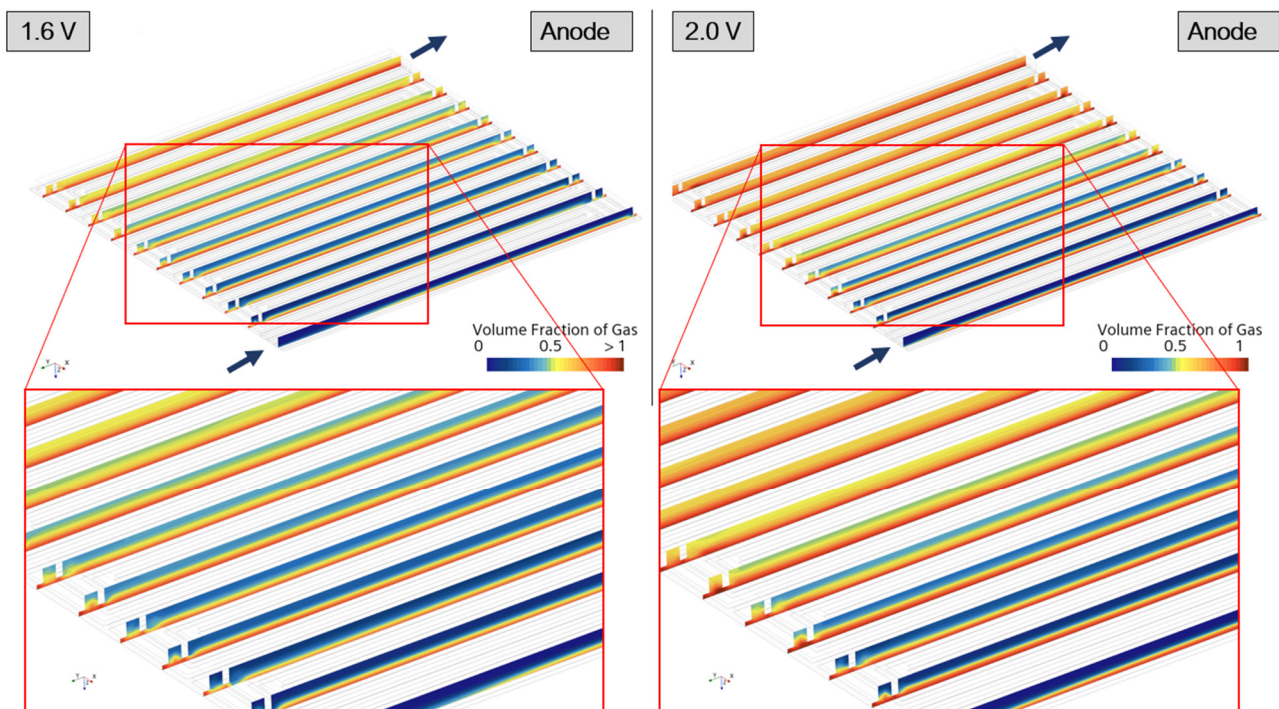 1.6 V
Anode
Volume Fraction of Gas
0 0.5 > 1
2.0 V
Anode
Volume Fraction of Gas
0 0.5 1